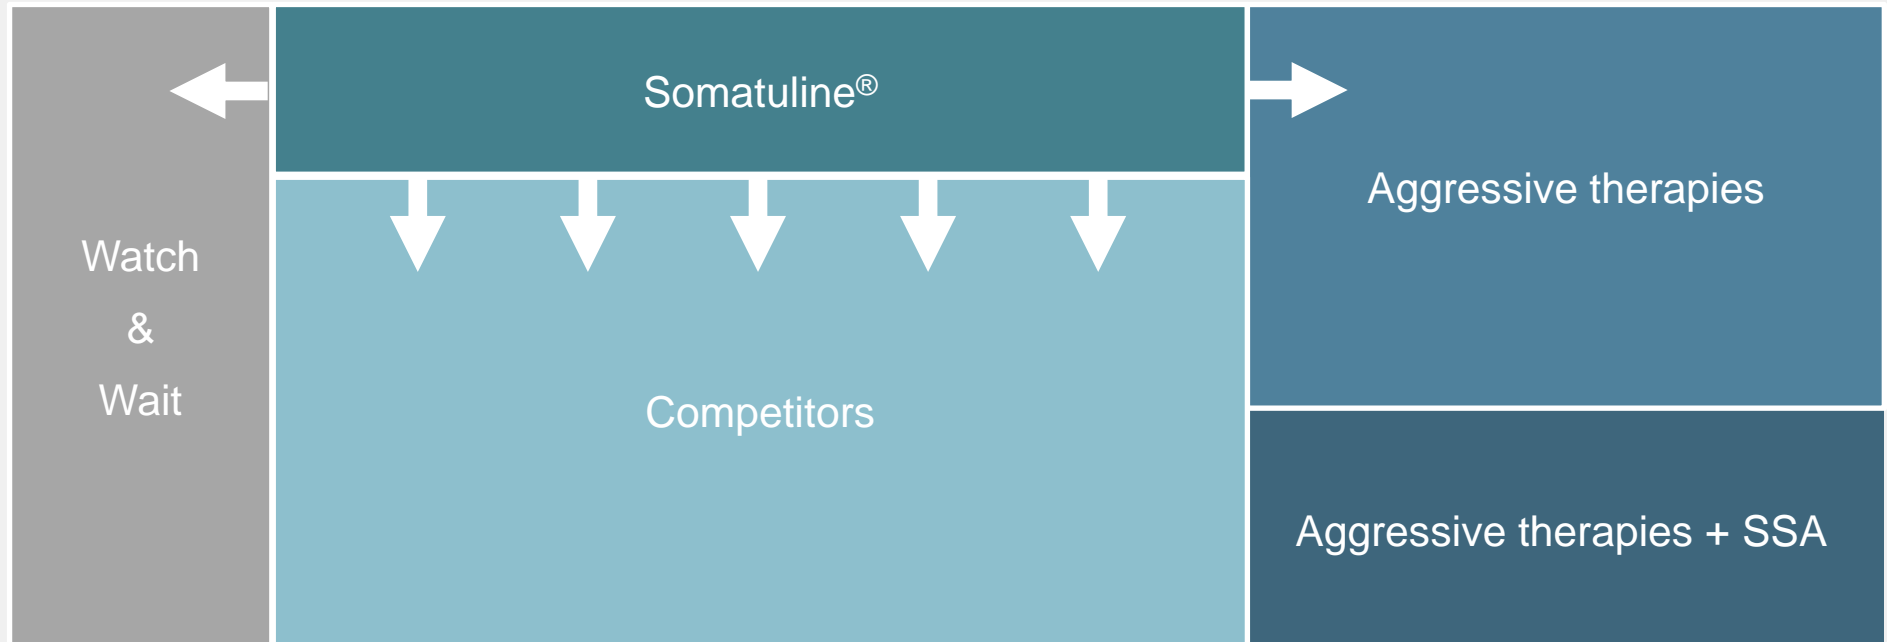 Somatuline®
Aggressive therapies
Watch
&
Wait
Competitors
Aggressive therapies + SSA